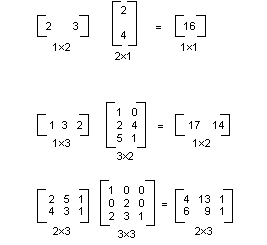 [2 3] [2 4] = [16]
1×2 2×1 1×1
[1 3 2] [1 0
2 4
5 1] = [17 14]
1×3 3×2 1×2
[2 5 1
4 3 1] [1 0 0
0 2 0
2 3 1] = [4 13 1
6 9 1]
2×3 3×3 2×3